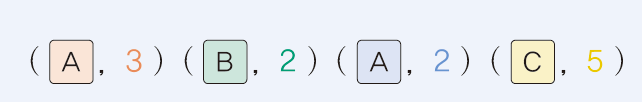 (A, 3)(B, 2)(A, 2)(C, 5)